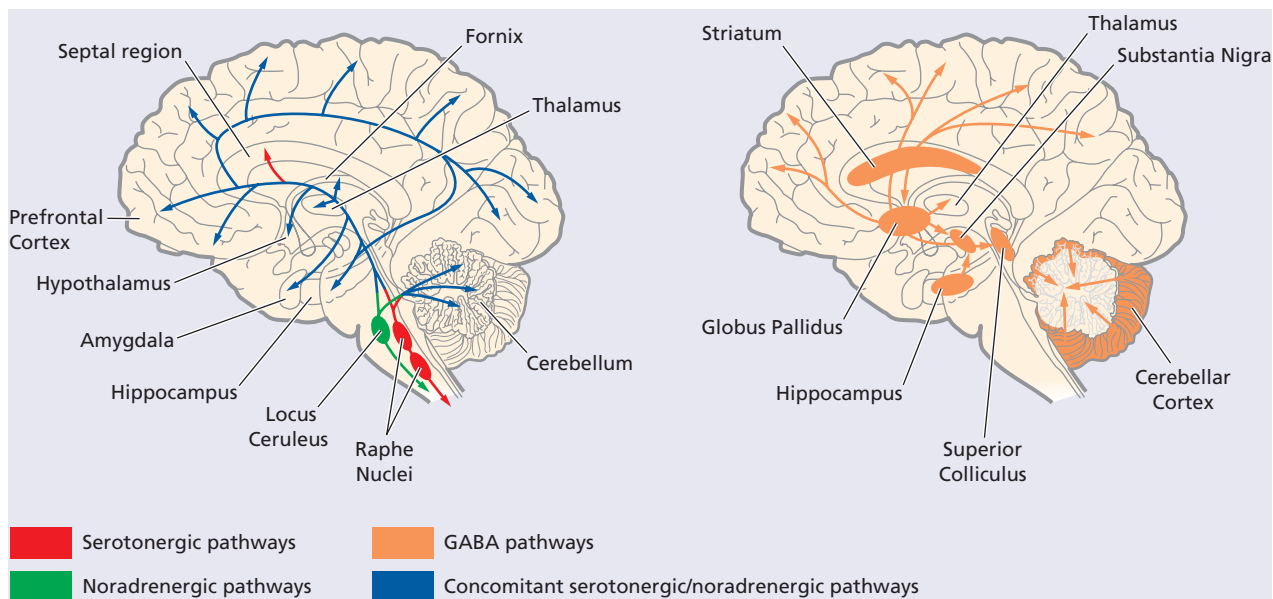 Septal region
Fornix
Thalamus
Prefrontal
Cortex
Hypothalamus
Amygdala
Hippocampus
Locus
Ceruleus
Raphe
Nuclei
Cerebellum
Striatum
Thalamus
Substantia Nigra
Globus Pallidus
Hippocampus
Superior
Colliculus
Cerebellar
Cortex
Serotonergic pathways
GABA pathways
Noradrenergic pathways
Concomitant serotonergic/noradrenergic pathways